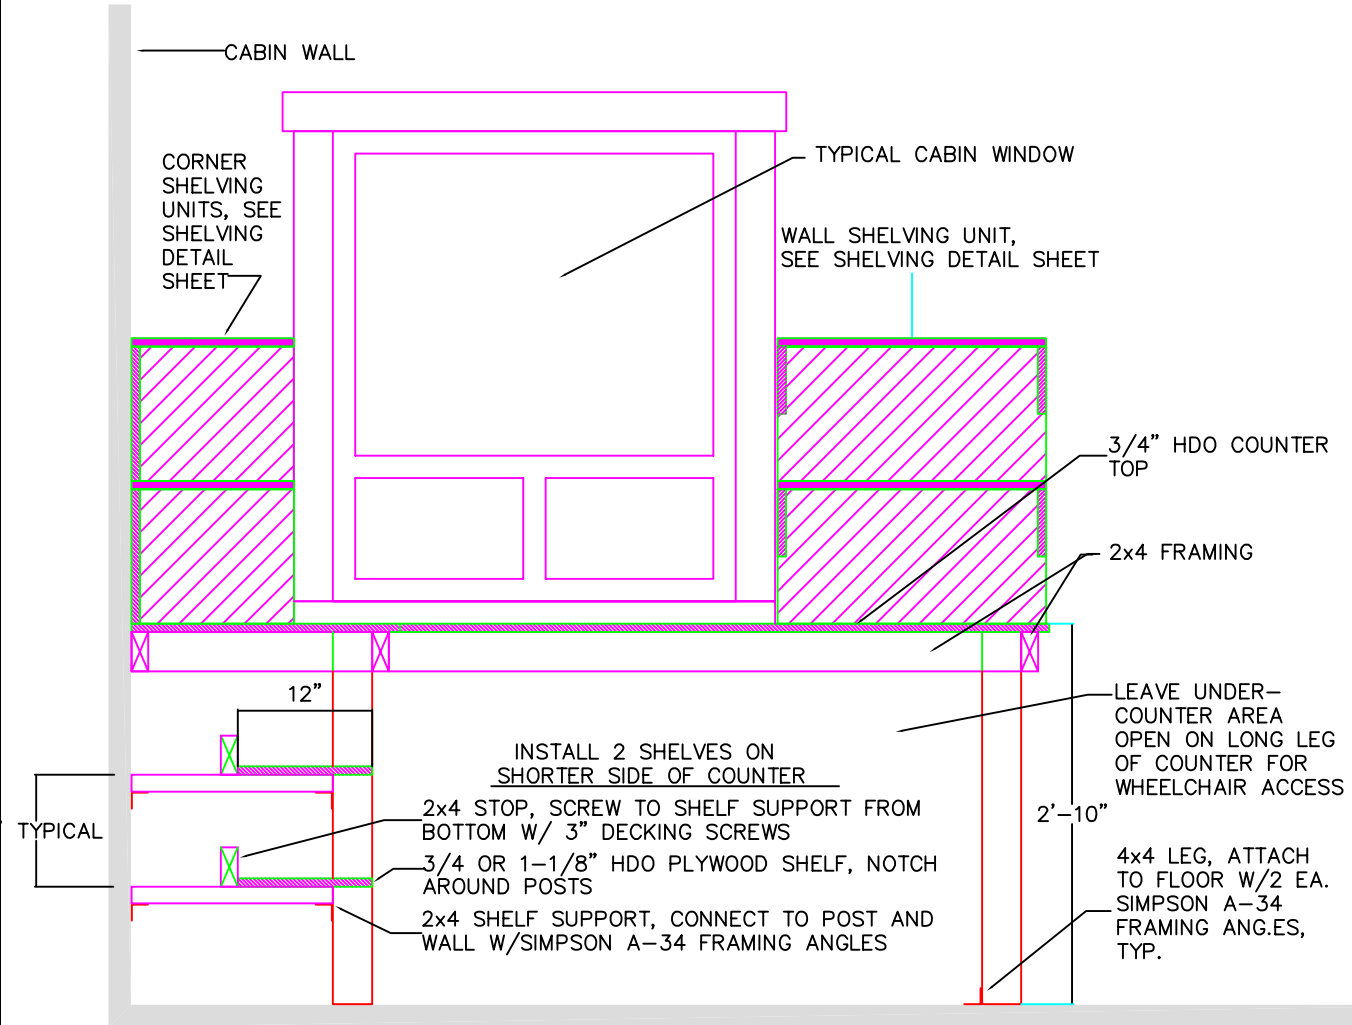 CABIN WALL
CORNER
SHELVING
UNITS, SEE
SHELVING
DETAIL
SHEET
TYPICAL CABIN WINDOW
WALL SHELVING UNIT,
SEE SHELVING DETAIL SHEET
3/4" HDO COUNTER
TOP
2x4 FRAMING
12"
LEAVE UNDER-
COUNTER AREA
OPEN ON LONG LEG
OF COUNTER FOR
WHEELCHAIR ACCESS
INSTALL 2 SHELVES ON
SHORTER SIDE OF COUNTER
2x4 STOP, SCREW TO SHELF SUPPORT FROM
BOTTOM W/ 3" DECKING SCREWS
2'-10"
TYPICAL
3/4 OR 1-1/8" HDO PLYWOOD SHELF, NOTCH
AROUND POSTS
2x4 SHELF SUPPORT, CONNECT TO POST AND
WALL W/SIMPSON A-34 FRAMING ANGLES
4x4 LEG, ATTACH
TO FLOOR W/2 EA.
SIMPSON A-34
FRAMING ANG.ES,
TYP.